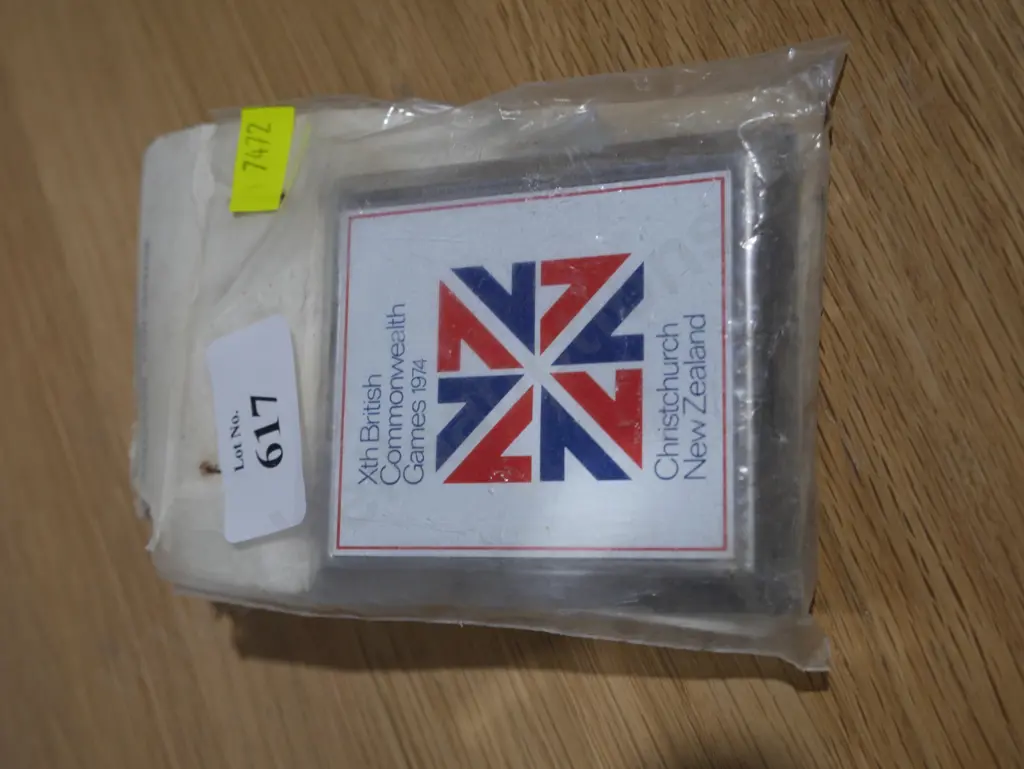 7472
Lot No.
617
Xth British
Commonwealth
Games 1974
Christchurch
New Zealand